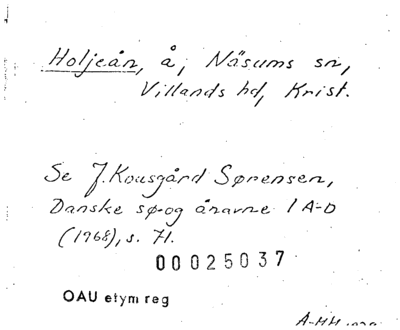 Holjeån, å, Näsums sn,
Villands hd, Krist.
Se J. Kousgård Sørensen,
Danske sø- og ånavne 1 A-D
(1968), s. 71.
00025037
OAU etym reg
A-HH